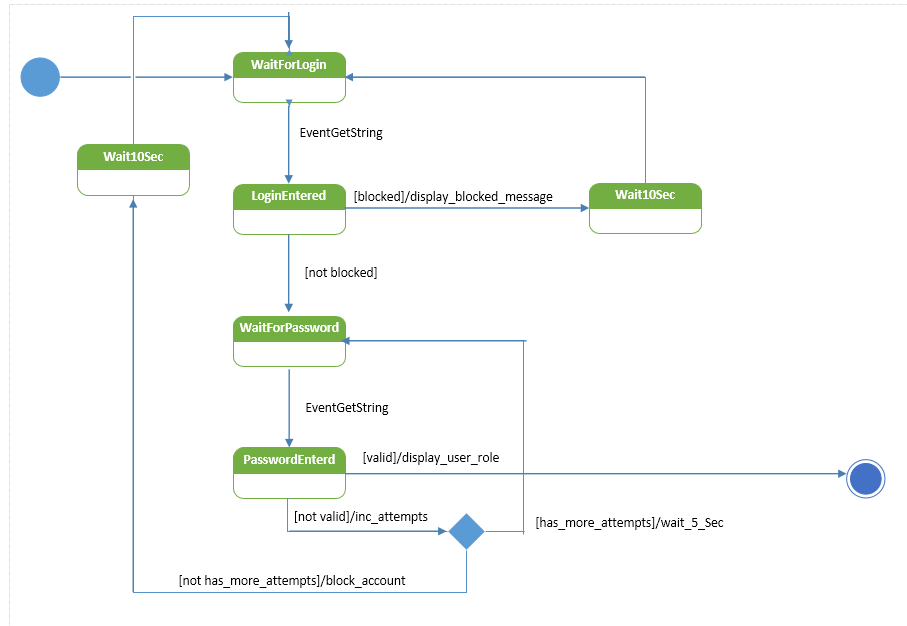 WaitForLogin
EventGetString
Wait10Sec
LoginEntered
[blocked]/display_blocked_message
Wait10Sec
[not blocked]
WaitForPassword
EventGetString
PasswordEnterd
[valid]/display_user_role
[not valid]/inc_attempts
[has_more_attempts]/wait_5_Sec
[not has_more_attempts]/block_account